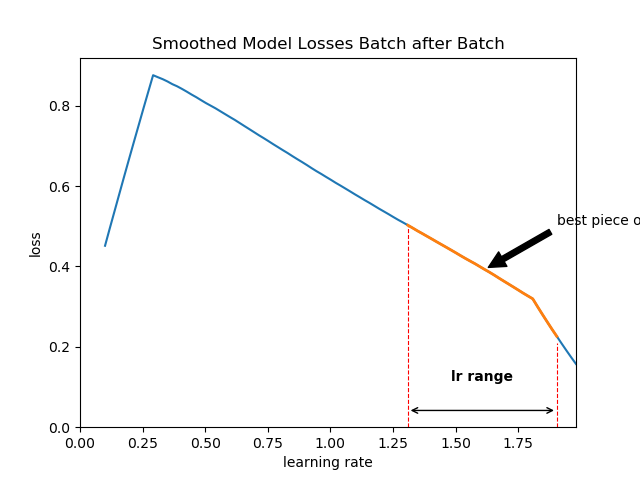 Smoothed Model Losses Batch after Batch
0.8
0.6
0.4
0.2
0.0
loss
best piece o
lr range
0.00 0.25 0.50 0.75 1.00 1.25 1.50 1.75
learning rate